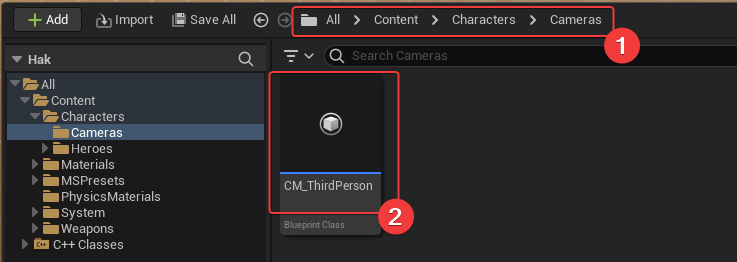 Add Import Save All All Content Characters Cameras
1
Hak Search Cameras
All
Content
Characters
Cameras
Heroes
Materials
MSPresets
PhysicsMaterials
System
Weapons
C++ Classes
CM_ThirdPerson
2
Blueprint Class